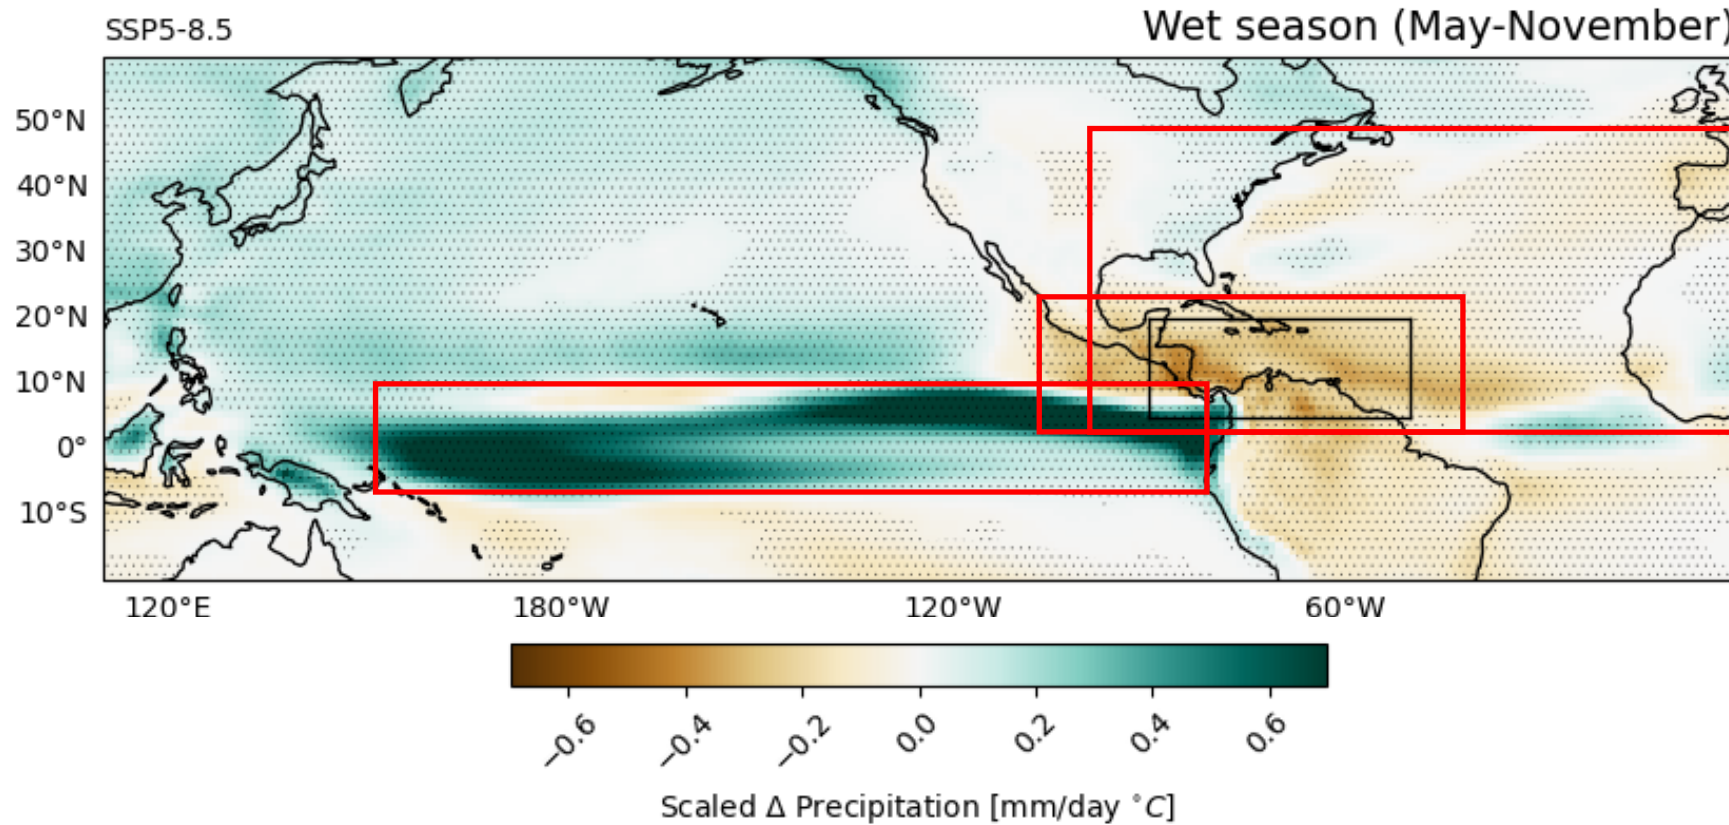 SSP5-8.5
Wet season (May-November)
50°N
40°N
30°N
20°N
10°N
0°
10°S
120°E 180°W 120°W 60°W
−0.6 −0.4 −0.2 0.0 0.2 0.4 0.6
Scaled Δ Precipitation [mm/day °C]